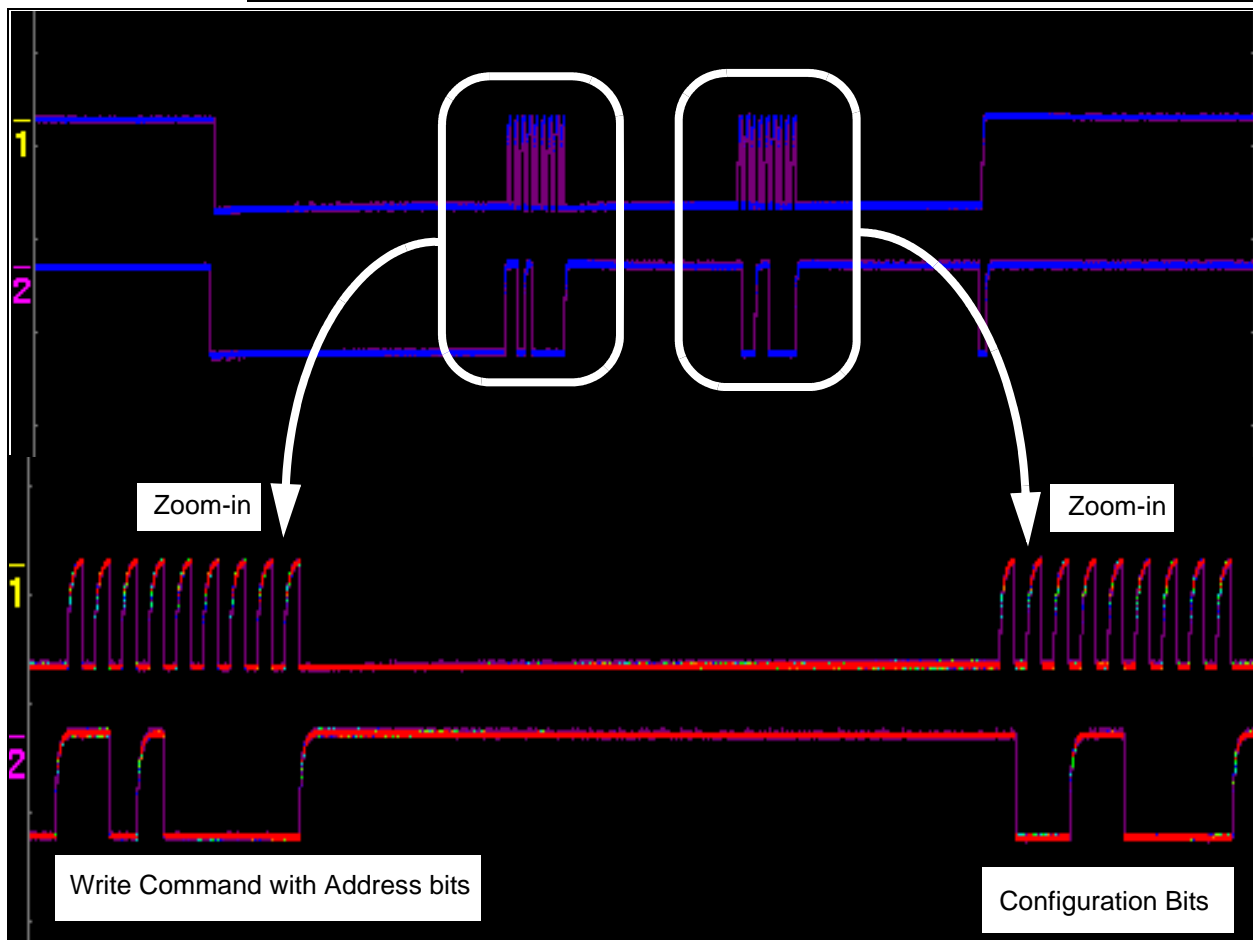 1
2
Zoom-in
Zoom-in
1
2
Write Command with Address bits
Configuration Bits